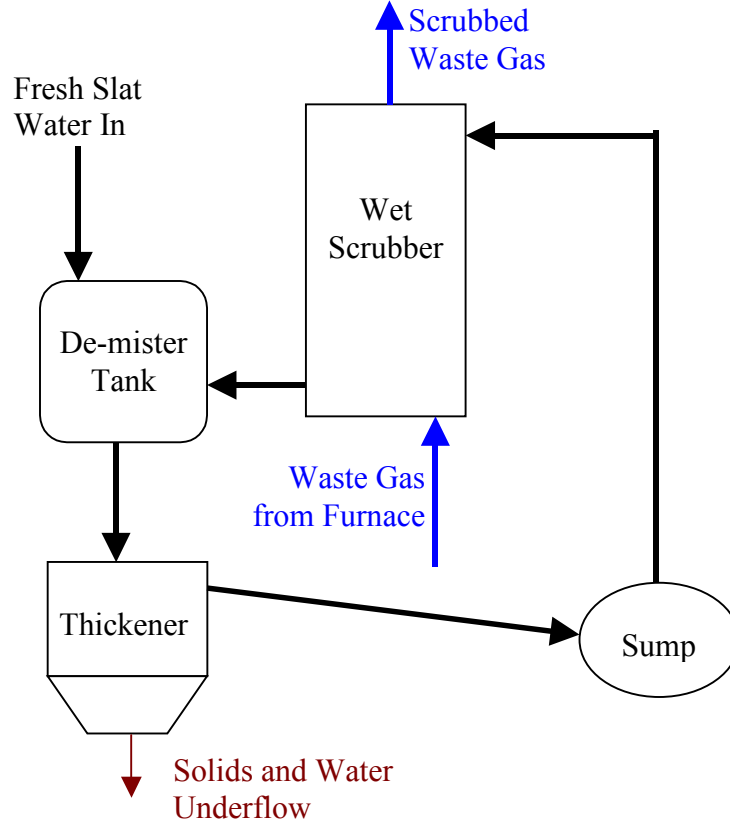 Scrubbed
Waste Gas
Fresh Slat
Water In
Wet
Scrubber
De-mister
Tank
Waste Gas
from Furnace
Thickener
Sump
Solids and Water
Underflow